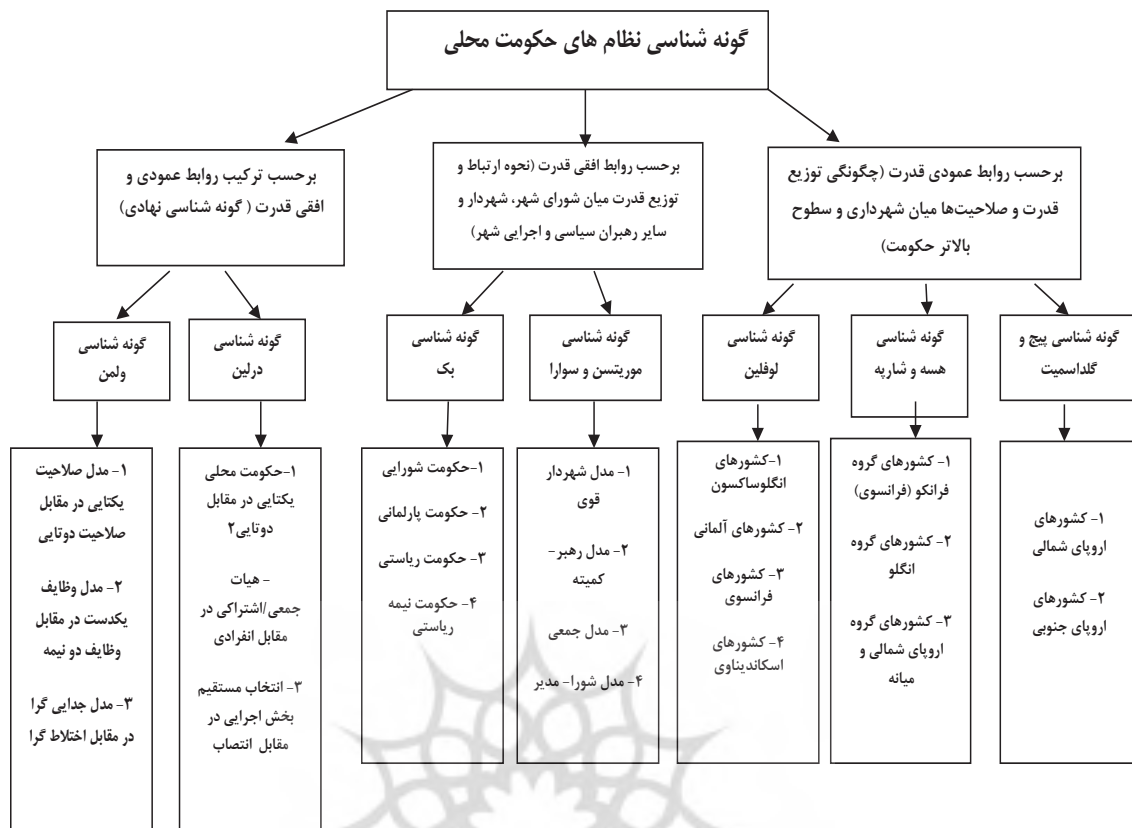 گونه شناسی نظام های حکومت محلی
برحسب روابط عمودی قدرت (چگونگی توزیع
قدرت و صلاحیت‌ها میان شهرداری و سطوح
بالاتر حکومت)
برحسب روابط افقی قدرت (نحوه ارتباط و
توزیع قدرت میان شورای شهر، شهردار و
سایر رهبران سیاسی و اجرایی شهر)
برحسب ترکیب روابط عمودی و
افقی قدرت ( گونه شناسی نهادی)
گونه شناسی پیج و
گلداسمیت
گونه شناسی
هسه و شارپه
گونه شناسی
لوفلین
گونه شناسی
موریتسن و سوارا
گونه شناسی
بک
گونه شناسی
درلین
گونه شناسی
ولمن
۱- کشورهای
اروپای شمالی
۲- کشورهای
اروپای جنوبی
۱- کشورهای گروه
فرانکو (فرانسوی)
۲- کشورهای گروه
انگلو
۳- کشورهای گروه
اروپای شمالی و
میانه
۱-کشورهای
انگلوساکسون
۲- کشورهای آلمانی
۳- کشورهای
فرانسوی
۴- کشورهای
اسکاندیناوی
۱- مدل شهردار
قوی
۲- مدل رهبر-
کمیته
۳- مدل جمعی
۴- مدل شورا- مدیر
۱-حکومت شورایی
۲- حکومت پارلمانی
۳- حکومت ریاستی
۴- حکومت نیمه
ریاستی
۱-حکومت محلی
یکتایی در مقابل
دوتایی۲
- هیات
جمعی/اشتراکی در
مقابل انفرادی
۳- انتخاب مستقیم
بخش اجرایی در
مقابل انتصاب
۱- مدل صلاحیت
یکتایی در مقابل
صلاحیت دوتایی
۲- مدل وظایف
یکدست در مقابل
وظایف دو نیمه
۳- مدل جدایی گرا
در مقابل اختلاط گرا